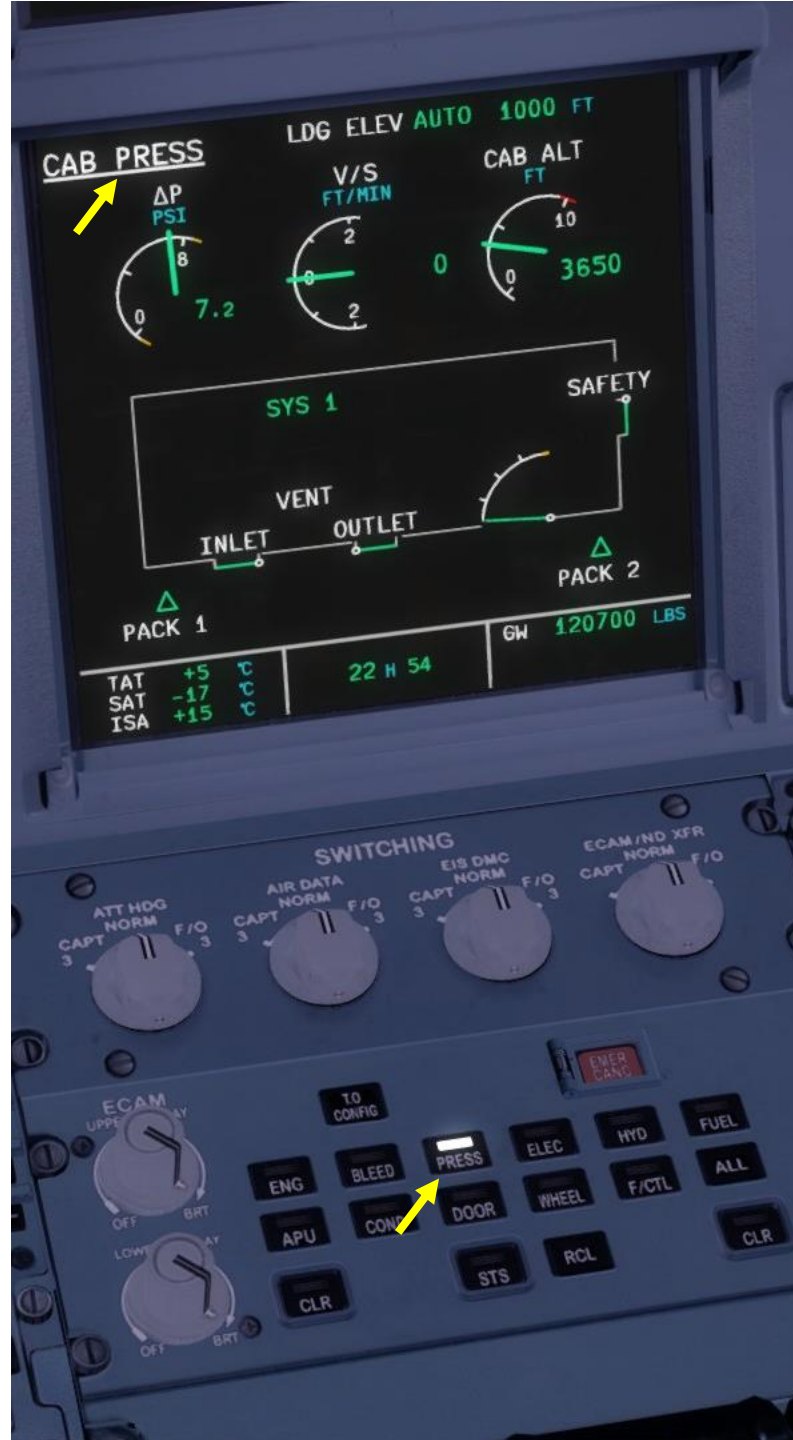 CAB PRESS
LDG ELEV AUTO 1000 FT
ΔP
PSI
8
0
7.2
V/S
FT/MIN
2
0
2
0
CAB ALT
FT
10
0
3650
SYS 1
SAFETY
VENT
INLET
OUTLET
PACK 1
PACK 2
TAT +5 °C
SAT -17 °C
ISA +15 °C
22 H 54
GW 120700 LBS
SWITCHING
ATT HDG
NORM
CAPT
3
F/O
3
AIR DATA
NORM
CAPT
3
F/O
3
EIS DMC
NORM
CAPT
3
F/O
3
ECAM/ND XFR
NORM
CAPT
F/O
ECAM
OFF
BRT
OFF
BRT
T.O
CONFIG
EMER
CANC
ENG
BLEED
PRESS
ELEC
HYD
FUEL
APU
COND
DOOR
WHEEL
F/CTL
ALL
CLR
STS
RCL
CLR